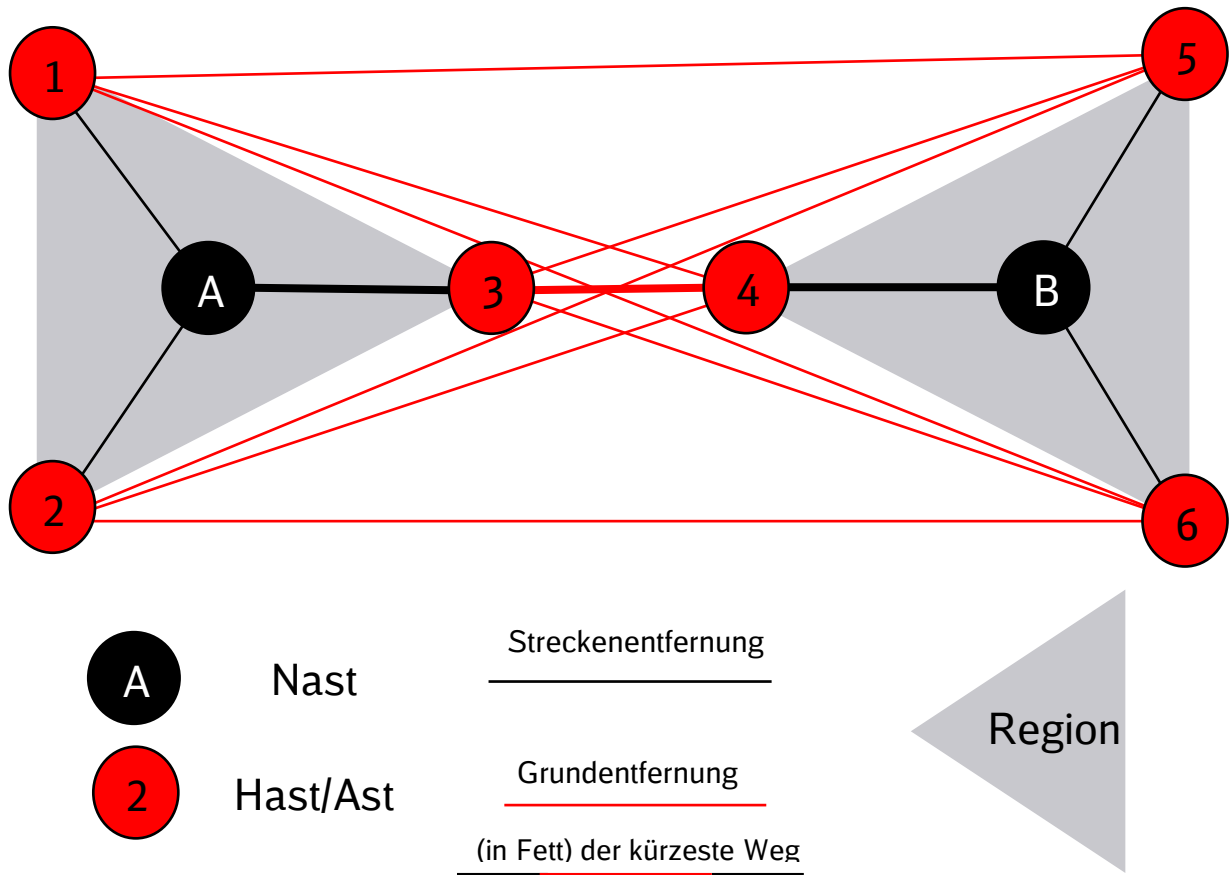 1
5
A
3
4
B
2
6
Streckenentfernung
A
Nast
Region
Grundentfernung
2
Hast/Ast
(in Fett) der kürzeste Weg